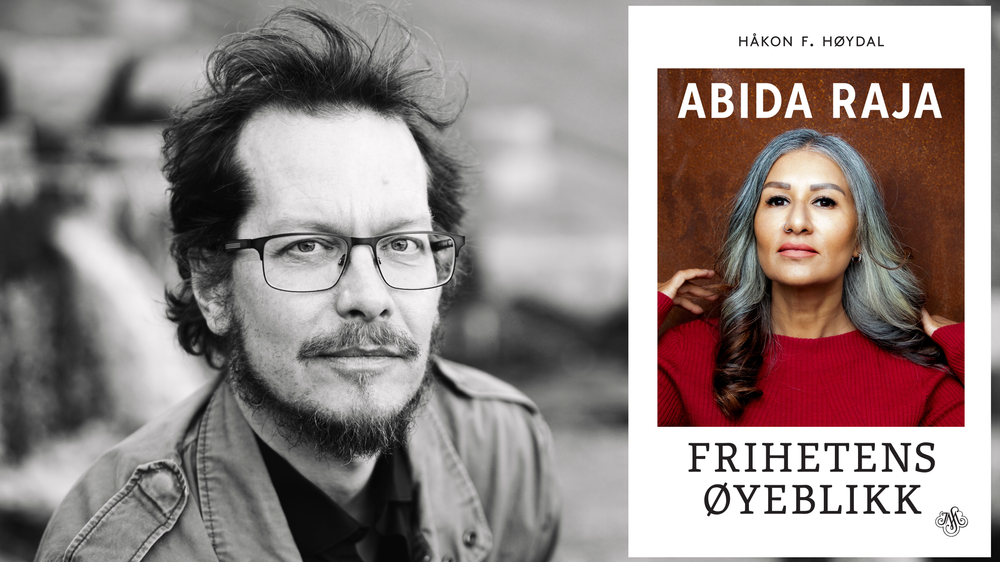 HÅKON F. HØYDAL
ABIDA RAJA
FRIHETENS
ØYEBLIKK